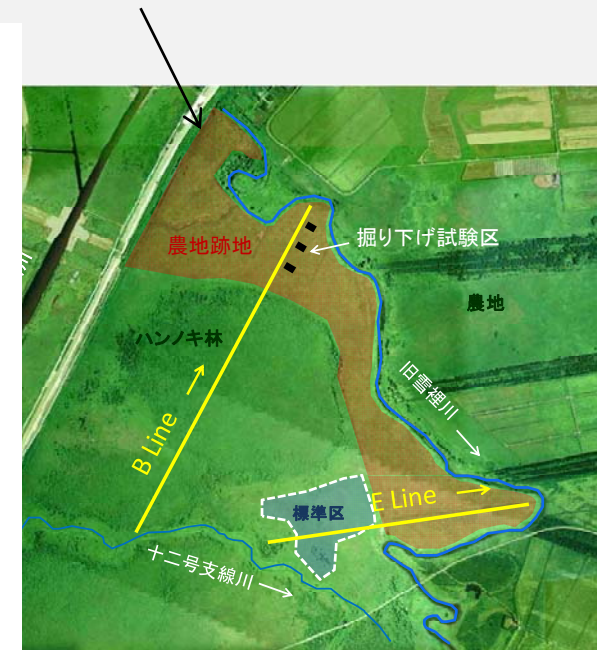 農地跡地
掘り下げ試験区
農地
ハンノキ林
旧雪裡川
B Line
E Line
標準区
十二号支線川
川